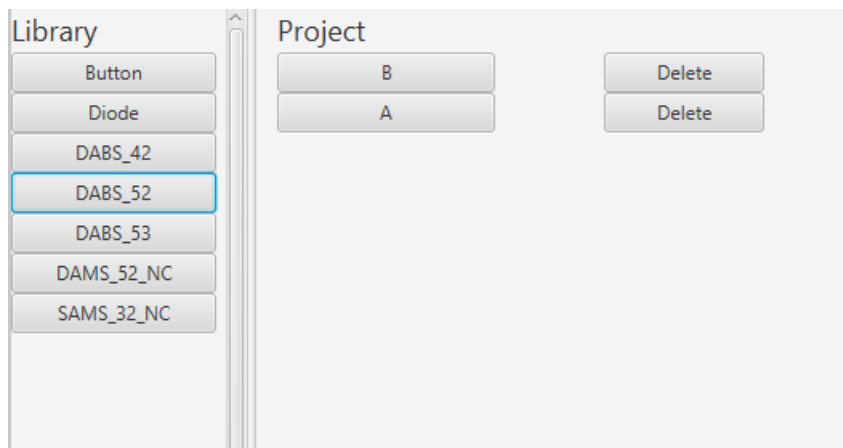 Library
Button
Diode
DABS_42
DABS_52
DABS_53
DAMS_52_NC
SAMS_32_NC
Project
B Delete
A Delete